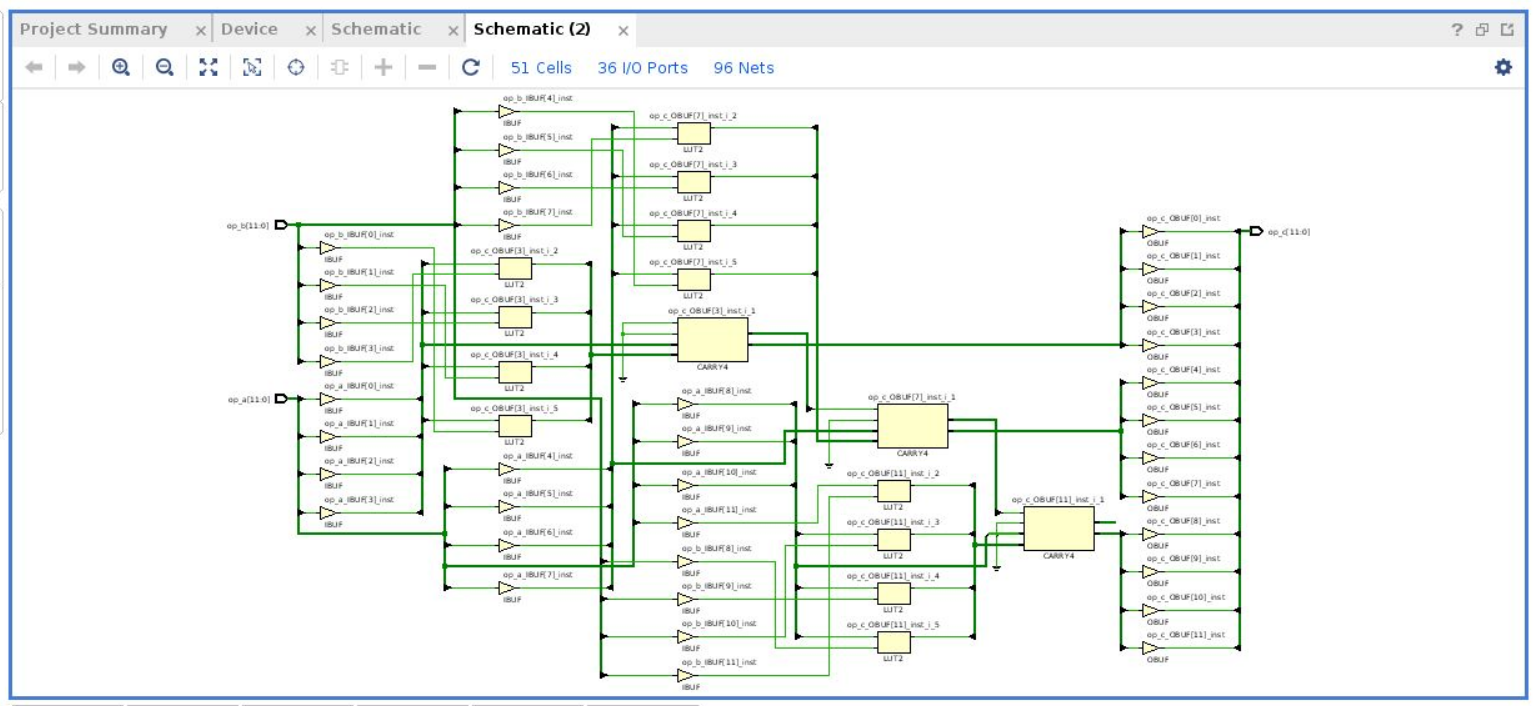 Project Summary
Device
Schematic
Schematic (2)
51 Cells
36 I/O Ports
96 Nets
op_b_IBUF[4]_inst
IBUF
op_b_IBUF[5]_inst
IBUF
op_b_IBUF[6]_inst
IBUF
op_b_IBUF[7]_inst
IBUF
op_c_OBUF[7]_inst_i_2
LUT2
op_c_OBUF[7]_inst_i_3
LUT2
op_c_OBUF[7]_inst_i_4
LUT2
op_c_OBUF[7]_inst_i_5
LUT2
op_b[11:0]
op_b_IBUF[0]_inst
IBUF
op_b_IBUF[1]_inst
IBUF
op_b_IBUF[2]_inst
IBUF
op_b_IBUF[3]_inst
IBUF
op_c_OBUF[3]_inst_i_2
LUT2
op_c_OBUF[3]_inst_i_3
LUT2
op_c_OBUF[3]_inst_i_4
LUT2
op_c_OBUF[3]_inst_i_5
LUT2
op_c_OBUF[3]_inst_i_1
CARRY4
op_a[11:0]
op_a_IBUF[0]_inst
IBUF
op_a_IBUF[1]_inst
IBUF
op_a_IBUF[2]_inst
IBUF
op_a_IBUF[3]_inst
IBUF
op_a_IBUF[4]_inst
IBUF
op_a_IBUF[5]_inst
IBUF
op_a_IBUF[6]_inst
IBUF
op_a_IBUF[7]_inst
IBUF
op_a_IBUF[8]_inst
IBUF
op_a_IBUF[9]_inst
IBUF
op_a_IBUF[10]_inst
IBUF
op_a_IBUF[11]_inst
IBUF
op_b_IBUF[8]_inst
IBUF
op_b_IBUF[9]_inst
IBUF
op_b_IBUF[10]_inst
IBUF
op_b_IBUF[11]_inst
IBUF
op_c_OBUF[7]_inst_i_1
CARRY4
op_c_OBUF[11]_inst_i_2
LUT2
op_c_OBUF[11]_inst_i_3
LUT2
op_c_OBUF[11]_inst_i_4
LUT2
op_c_OBUF[11]_inst_i_5
LUT2
op_c_OBUF[11]_inst_i_1
CARRY4
op_c_OBUF[0]_inst
OBUF
op_c_OBUF[1]_inst
OBUF
op_c_OBUF[2]_inst
OBUF
op_c_OBUF[3]_inst
OBUF
op_c_OBUF[4]_inst
OBUF
op_c_OBUF[5]_inst
OBUF
op_c_OBUF[6]_inst
OBUF
op_c_OBUF[7]_inst
OBUF
op_c_OBUF[8]_inst
OBUF
op_c_OBUF[9]_inst
OBUF
op_c_OBUF[10]_inst
OBUF
op_c_OBUF[11]_inst
OBUF
op_c[11:0]